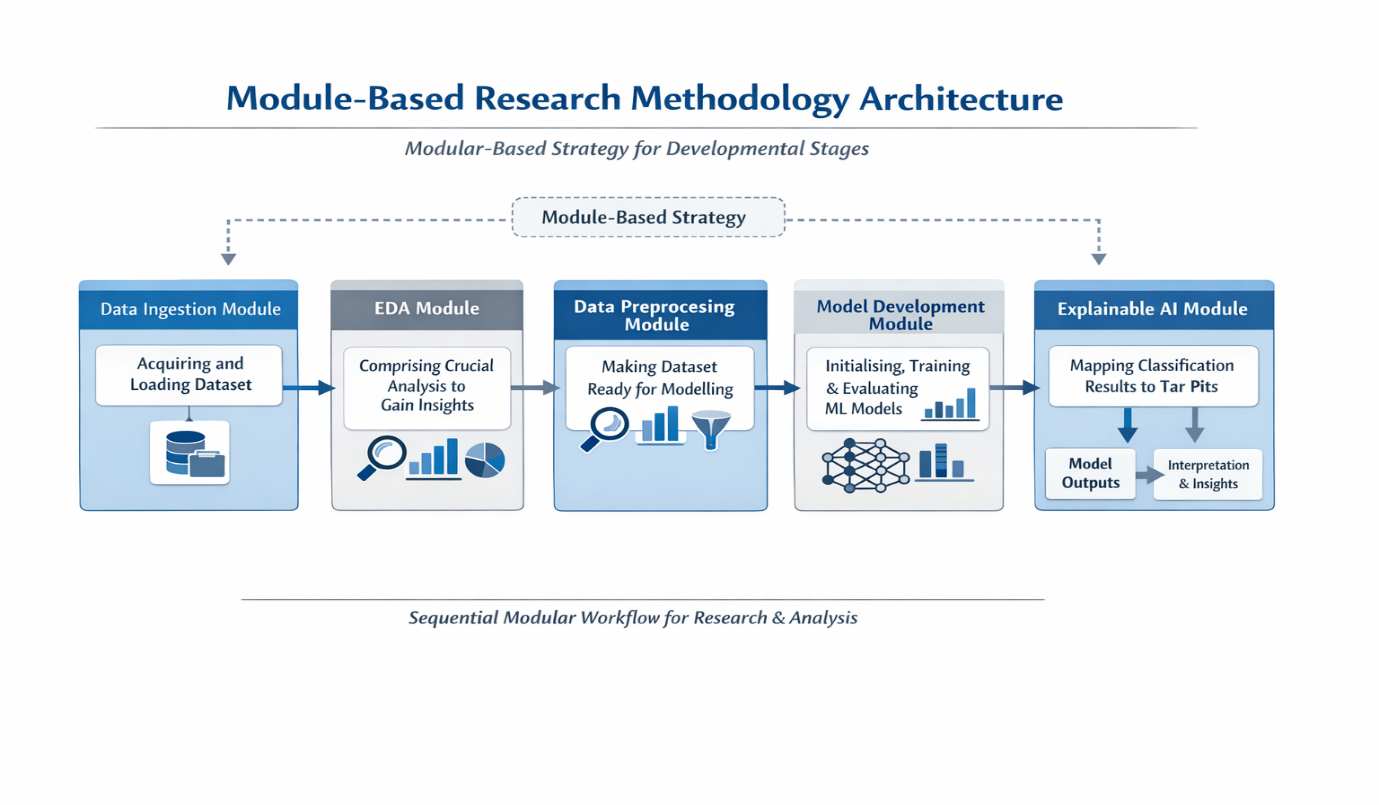 Module-Based Research Methodology Architecture
Modular-Based Strategy for Developmental Stages
Module-Based Strategy
Data Ingestion Module
Acquiring and
Loading Dataset
EDA Module
Comprising Crucial
Analysis to
Gain Insights
Data Preprocesing
Module
Making Dataset
Ready for Modelling
Model Development
Module
Initialising, Training
& Evaluating
ML Models
Explainable AI Module
Mapping Classification
Results to Tar Pits
Model
Outputs
Interpretation
& Insights
Sequential Modular Workflow for Research & Analysis